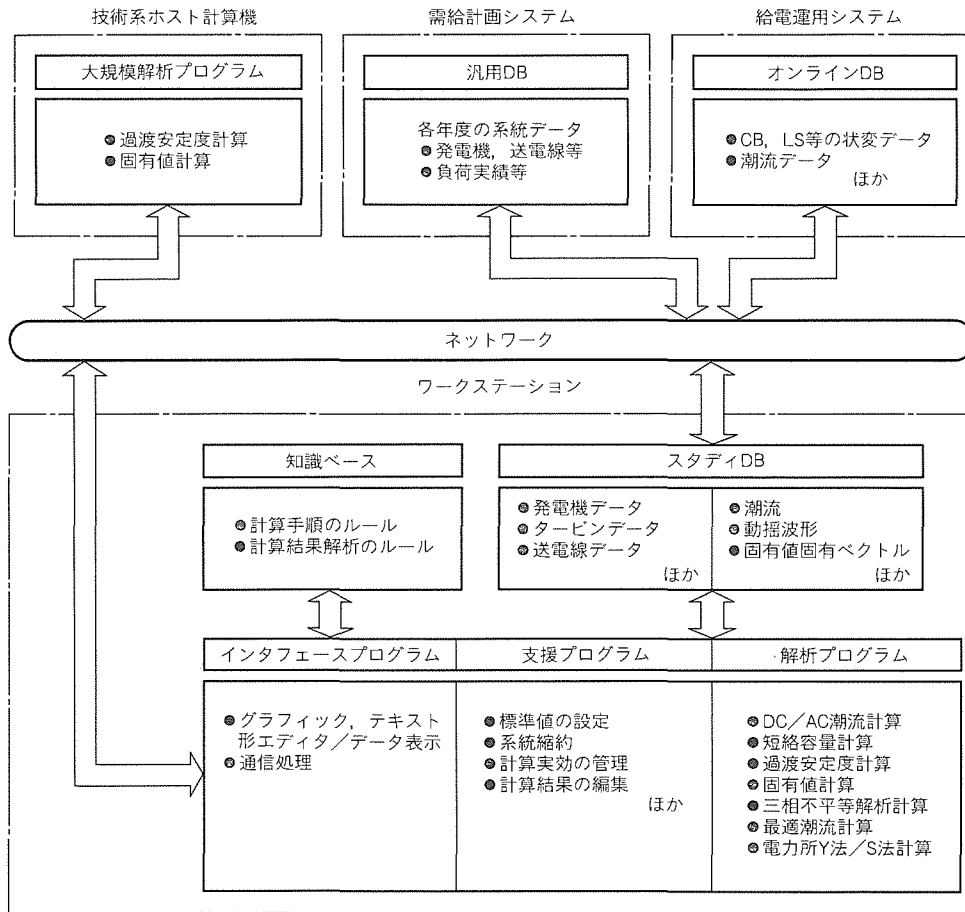 技術系ホスト計算機
大規模解析プログラム
●過渡安定度計算
●固有値計算
需給計画システム
汎用DB
各年度の系統データ
●発電機，送電線等
●負荷実績等
給電運用システム
オンラインDB
●CB，LS等の状変データ
●潮流データ
ほか
ネットワーク
ワークステーション
知識ベース
●計算手順のルール
●計算結果解析のルール
スタディDB
●発電機データ
●タービンデータ
●送電線データ
ほか
●潮流
●動揺波形
●固有値固有ベクトル
ほか
インタフェースプログラム
●グラフィック，テキスト
形エディタ／データ表示
●通信処理
支援プログラム
●標準値の設定
●系統縮約
●計算実効の管理
●計算結果の編集
ほか
解析プログラム
●DC／AC潮流計算
●短絡容量計算
●過渡安定度計算
●固有値計算
●三相不平等解析計算
●最適潮流計算
●電力所Y法／S法計算